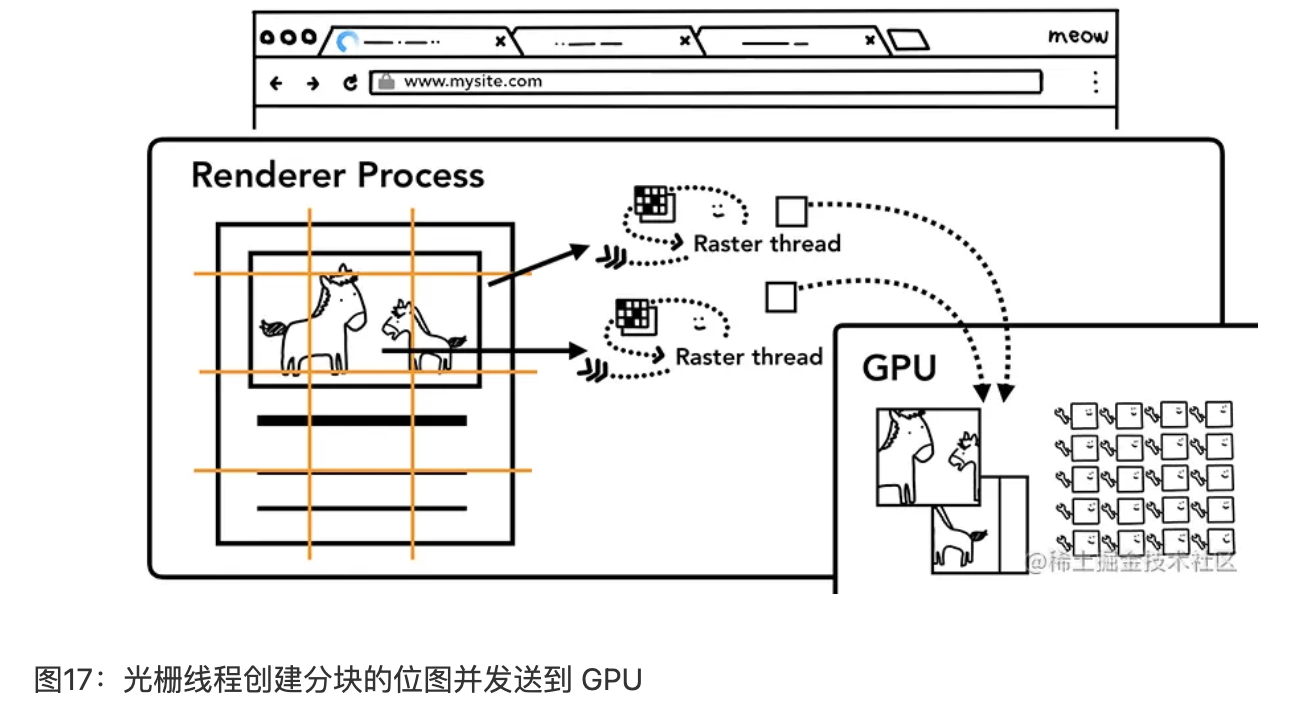 meow
www.mysite.com
Renderer Process
Raster thread
Raster thread
GPU
@稀土掘金技术社区
图17：光栅线程创建分块的位图并发送到 GPU